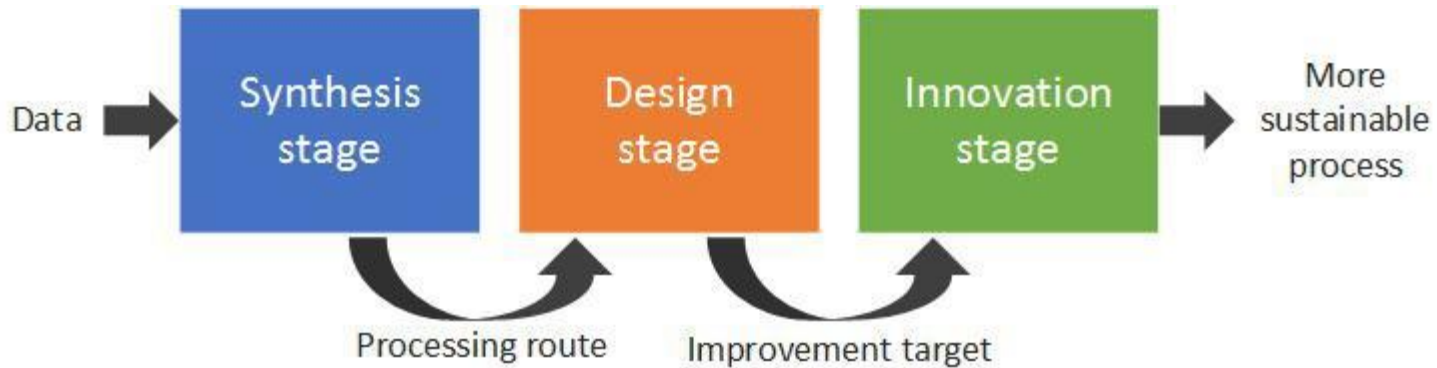 Data
Synthesis
stage
Design
stage
Innovation
stage
More
sustainable
process
Processing route
Improvement target